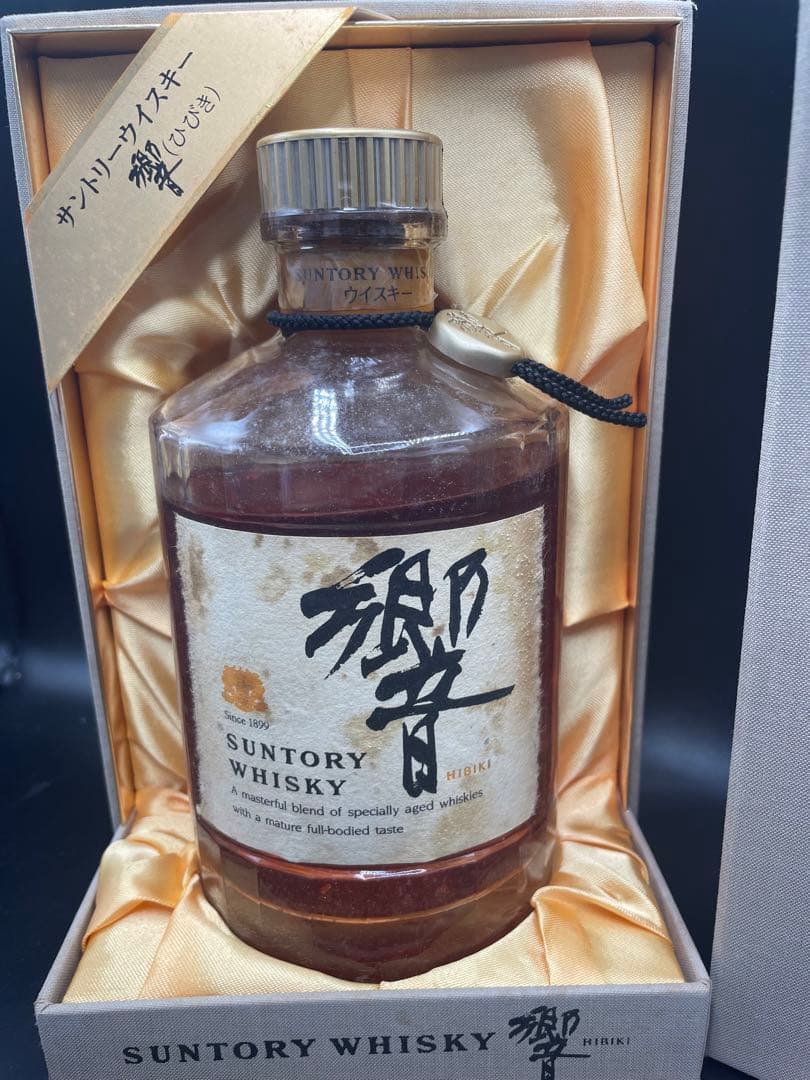 サントリーウイスキー
響(ひびき)
SUNTORY WHIS
ウイスキー
響
Since 1899
SUNTORY
WHISKY
HIBIKI
A masterful blend of specially aged whiskies
with a mature full-bodied taste
SUNTORY WHISKY 響 HIBIKI